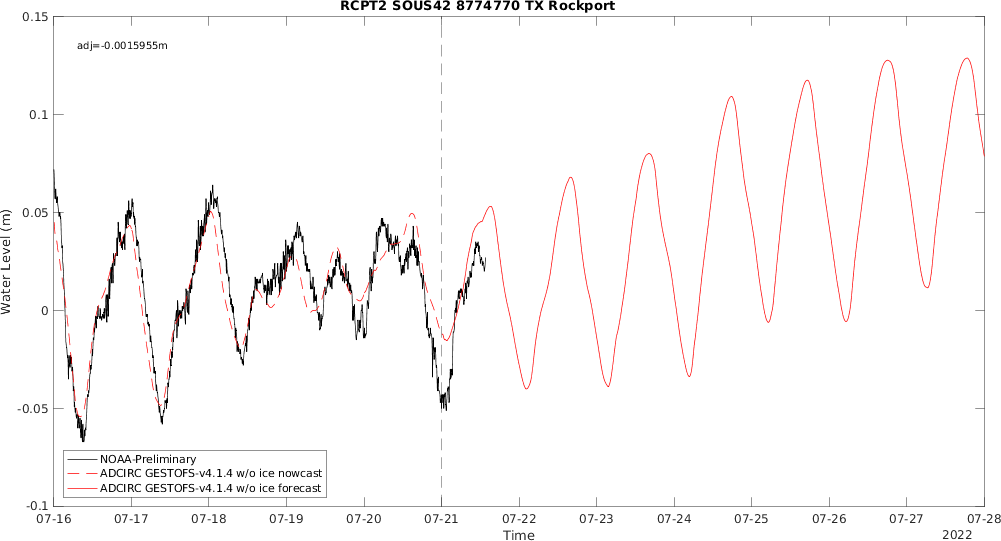 RCPT2 SOUS42 8774770 TX Rockport
adj=-0.0015955m
Water Level (m)
0.15
0.1
0.05
0
-0.05
-0.1
NOAA-Preliminary
ADCIRC GESTOFS-v4.1.4 w/o ice nowcast
ADCIRC GESTOFS-v4.1.4 w/o ice forecast
07-16 07-17 07-18 07-19 07-20 07-21 07-22 07-23 07-24 07-25 07-26 07-27 07-28
Time
2022